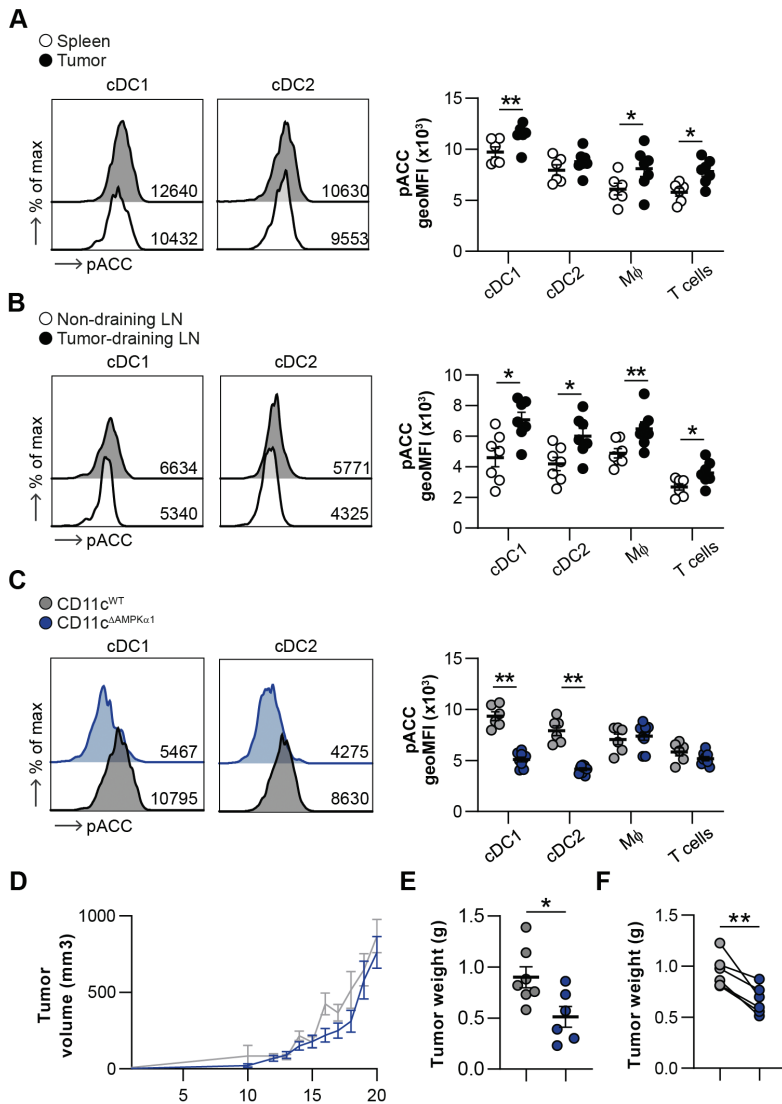 A
Spleen
Tumor
cDC1
cDC2
% of max
12640
10432
10630
9553
pACC
pACC
geoMFI (x10³)
15
10
5
0
**
*
*
cDC1
cDC2
Mϕ
T cells
B
Non-draining LN
Tumor-draining LN
cDC1
cDC2
% of max
6634
5340
5771
4325
pACC
pACC
geoMFI (x10³)
10
8
6
4
2
0
*
*
**
*
cDC1
cDC2
Mϕ
T cells
C
CD11cᵂᵀ
CD11c^ΔAMPKα1
cDC1
cDC2
% of max
5467
10795
4275
8630
pACC
pACC
geoMFI (x10³)
15
10
5
0
**
**
cDC1
cDC2
Mϕ
T cells
D
Tumor
volume (mm3)
1000
500
0
5
10
15
20
E
Tumor weight (g)
1.5
1.0
0.5
0.0
*
F
Tumor weight (g)
1.5
1.0
0.5
0.0
**